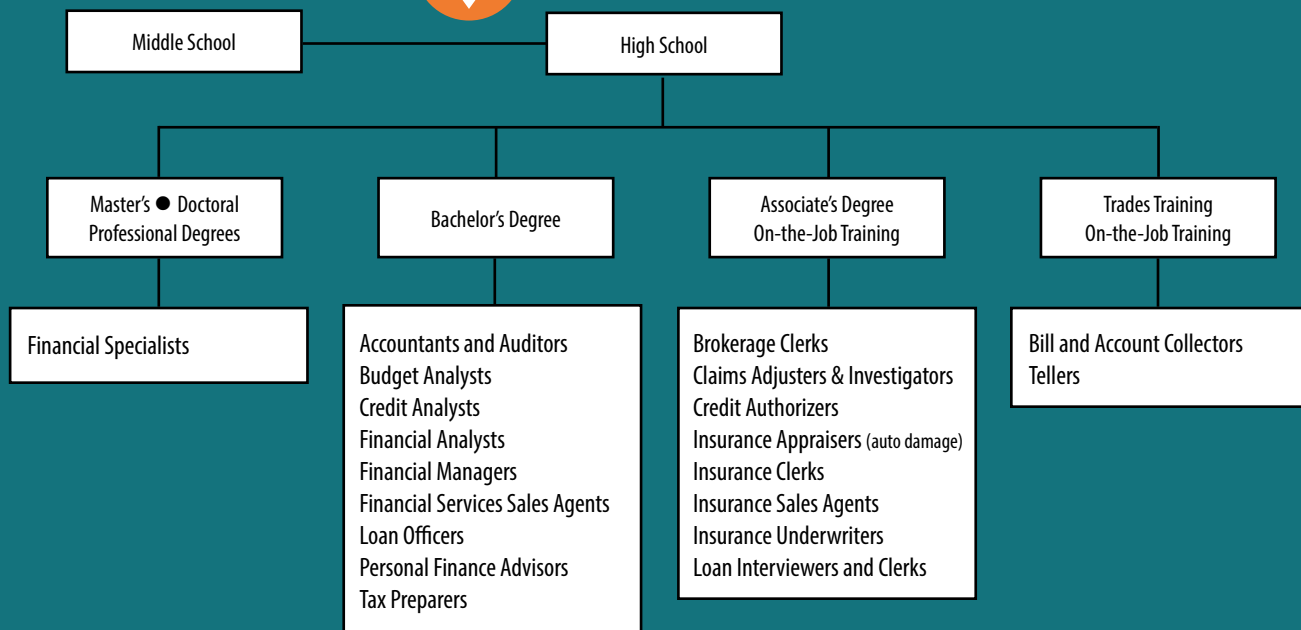 Middle School
High School
Master's ● Doctoral
Professional Degrees
Bachelor's Degree
Associate's Degree
On-the-Job Training
Trades Training
On-the-Job Training
Financial Specialists
Accountants and Auditors
Budget Analysts
Credit Analysts
Financial Analysts
Financial Managers
Financial Services Sales Agents
Loan Officers
Personal Finance Advisors
Tax Preparers
Brokerage Clerks
Claims Adjusters & Investigators
Credit Authorizers
Insurance Appraisers (auto damage)
Insurance Clerks
Insurance Sales Agents
Insurance Underwriters
Loan Interviewers and Clerks
Bill and Account Collectors
Tellers